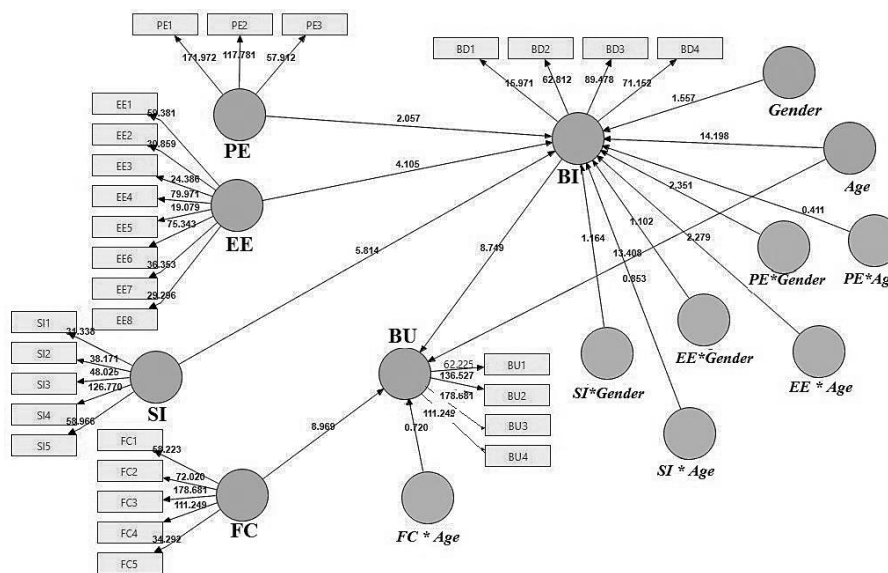 PE1
PE2
PE3
171.972
117.781
57.912
PE
BD1
BD2
BD3
BD4
15.971
62.812
89.478
71.152
BI
Gender
1.557
14.198
Age
2.057
4.105
5.814
EE1
EE2
EE3
EE4
EE5
EE6
EE7
EE8
59.381
30.859
24.386
79.971
19.079
75.343
36.353
29.296
EE
2.351
0.411
1.102
2.279
1.164
13.408
0.853
8.749
PE*Gender
PE*Ag
EE*Gender
EE * Age
SI*Gender
SI * Age
SI1
SI2
SI3
SI4
SI5
31.338
38.171
48.025
126.770
58.966
SI
BU
62.225
136.527
178.681
111.249
BU1
BU2
BU3
BU4
8.969
0.720
FC * Age
FC1
FC2
FC3
FC4
FC5
58.223
72.020
178.681
111.249
34.292
FC